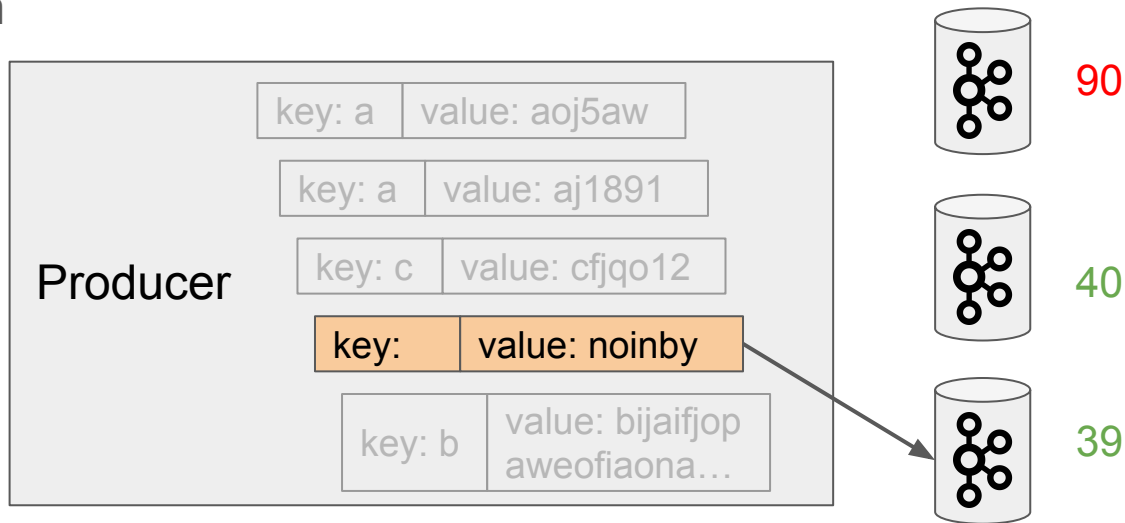 90
key: a value: aoj5aw
key: a value: aj1891
key: c value: cfjqo12
Producer
40
key: value: noinby
key: b value: bijaifjop
aweofiaona…
39